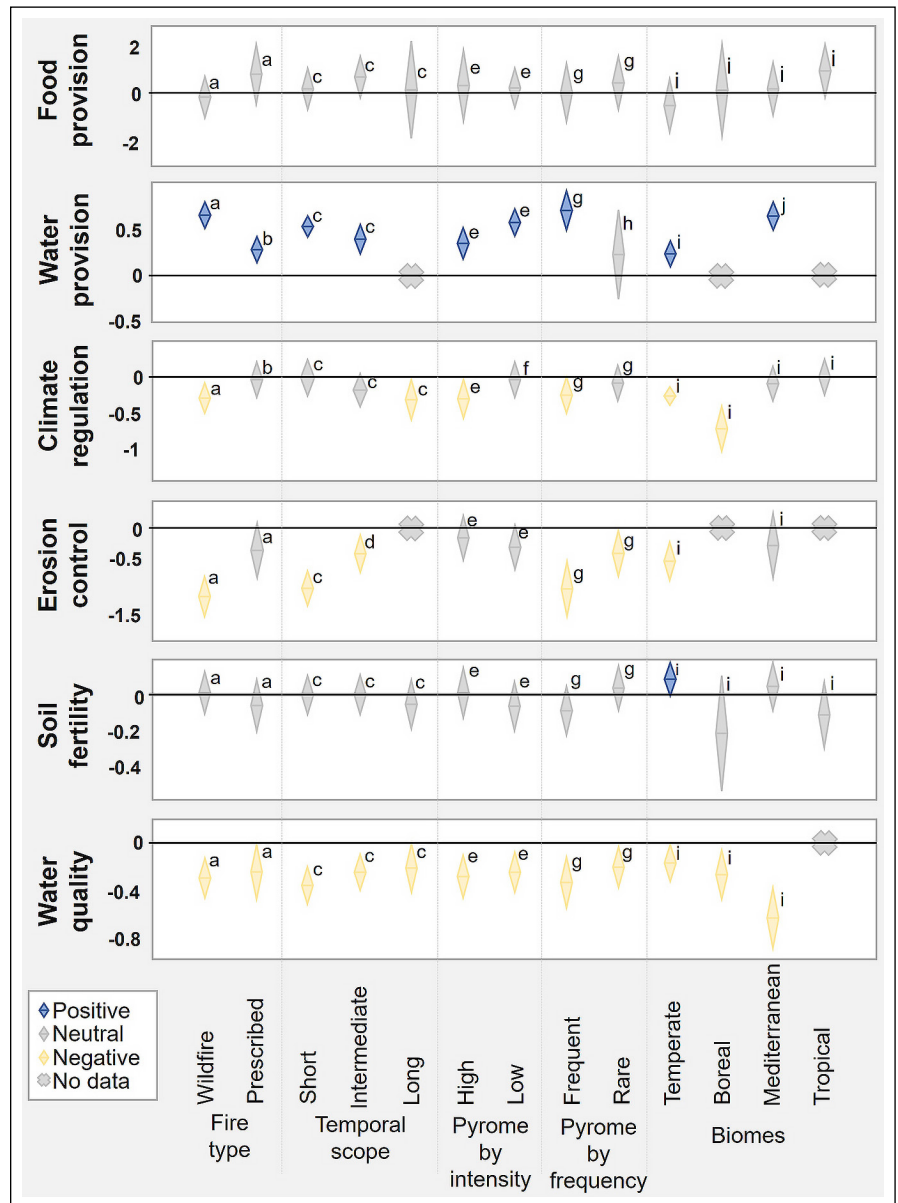 Food
provision
2
0
-2
a
a
c
c
c
e
e
g
g
i
i
i
i
Water
provision
0.5
0
-0.5
a
b
c
c
e
e
g
h
i
j
Climate
regulation
0
-0.5
-1
a
b
c
c
c
e
f
g
g
i
i
i
i
Erosion
control
0
-0.5
-1.5
a
a
c
d
e
e
g
g
i
i
Soil
fertility
0
-0.2
-0.4
a
a
c
c
c
e
e
g
g
i
i
i
i
Water
quality
0
-0.4
-0.8
a
a
c
c
c
e
e
g
g
i
i
i
Positive
Neutral
Negative
No data
Wildfire
Prescribed
Short
Intermediate
Long
High
Low
Frequent
Rare
Temperate
Boreal
Mediterranean
Tropical
Fire
type
Temporal
scope
Pyrome
by
intensity
Pyrome
by
frequency
Biomes